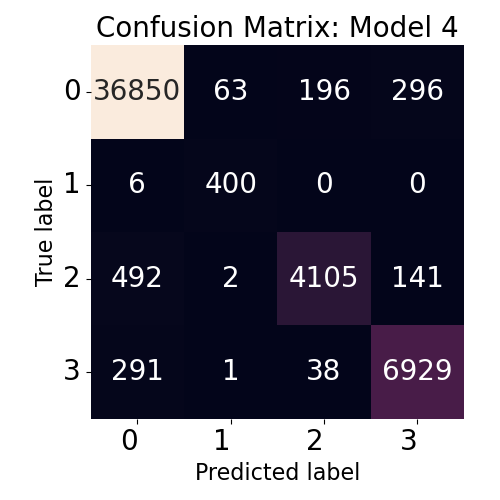 Confusion Matrix: Model 4
0 36850 63 196 296
1 6 400 0 0
True label
2 492 2 4105 141
3 291 1 38 6929
0 1 2 3
Predicted label